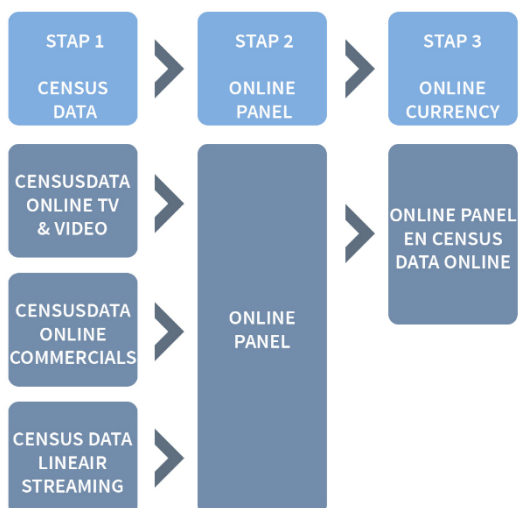 STAP 1
CENSUS
DATA
STAP 2
ONLINE
PANEL
STAP 3
ONLINE
CURRENCY
CENSUSDATA
ONLINE TV
& VIDEO
CENSUSDATA
ONLINE
COMMERCIALS
CENSUS DATA
LINEAIR
STREAMING
ONLINE
PANEL
ONLINE PANEL
EN CENSUS
DATA ONLINE